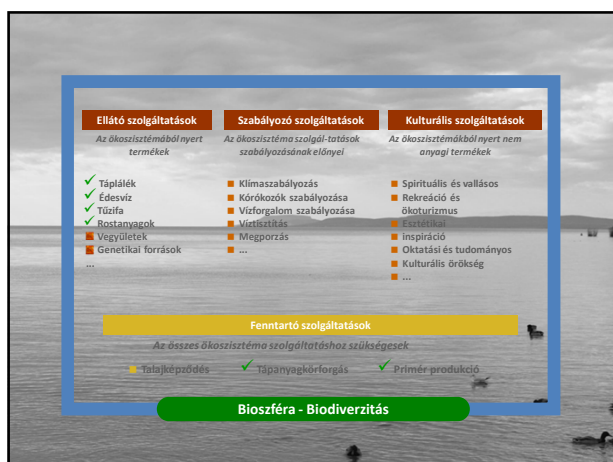 Ellátó szolgáltatások
Az ökoszisztémából nyert
termékek
Táplálék
Édesvíz
Tűzifa
Rostanyagok
Vegyületek
Genetikai források
...
Szabályozó szolgáltatások
Az ökoszisztéma szolgál-tatások
szabályozásának előnyei
Klímaszabályozás
Kórókozók szabályozása
Vízforgalom szabályozása
Víztisztítás
Megporzás
...
Kulturális szolgáltatások
Az ökoszisztémákból nyert nem
anyagi termékek
Spirituális és vallásos
Rekreáció és
ökoturizmus
Esztétikai
inspiráció
Oktatási és tudományos
Kulturális örökség
...
Fenntartó szolgáltatások
Az összes ökoszisztéma szolgáltatáshoz szükségesek
Talajképződés
Tápanyagkörforgás
Primér produkció
Bioszféra - Biodiverzitás